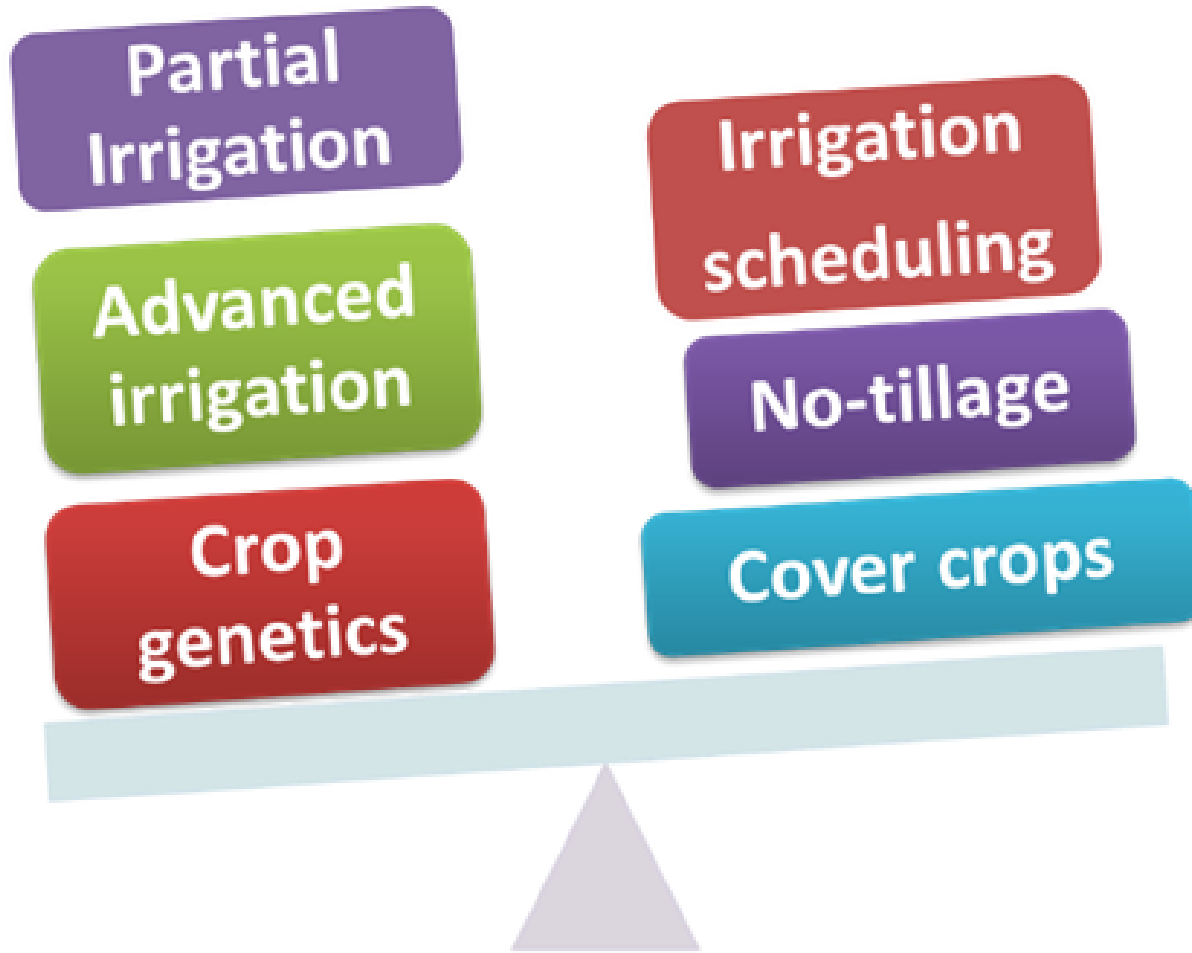 Partial
Irrigation
Advanced
irrigation
Crop
genetics
Irrigation
scheduling
No-tillage
Cover crops